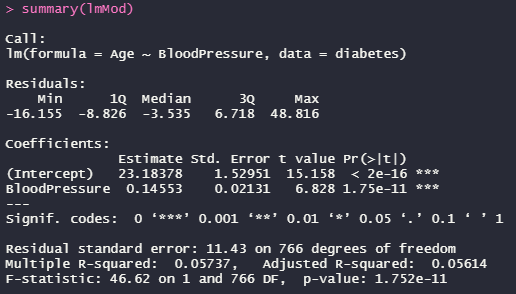 > summary(lmMod)
Call:
lm(formula = Age ~ BloodPressure, data = diabetes)
Residuals:
    Min      1Q  Median      3Q     Max
-16.155  -8.826  -3.535   6.718  48.816
Coefficients:
              Estimate Std. Error t value Pr(>|t|)
(Intercept)   23.18378    1.52951  15.158  < 2e-16 ***
BloodPressure  0.14553    0.02131   6.828 1.75e-11 ***
---
Signif. codes:  0 ‘***’ 0.001 ‘**’ 0.01 ‘*’ 0.05 ‘.’ 0.1 ‘ ’ 1
Residual standard error: 11.43 on 766 degrees of freedom
Multiple R-squared:  0.05737,   Adjusted R-squared:  0.05614
F-statistic: 46.62 on 1 and 766 DF,  p-value: 1.752e-11